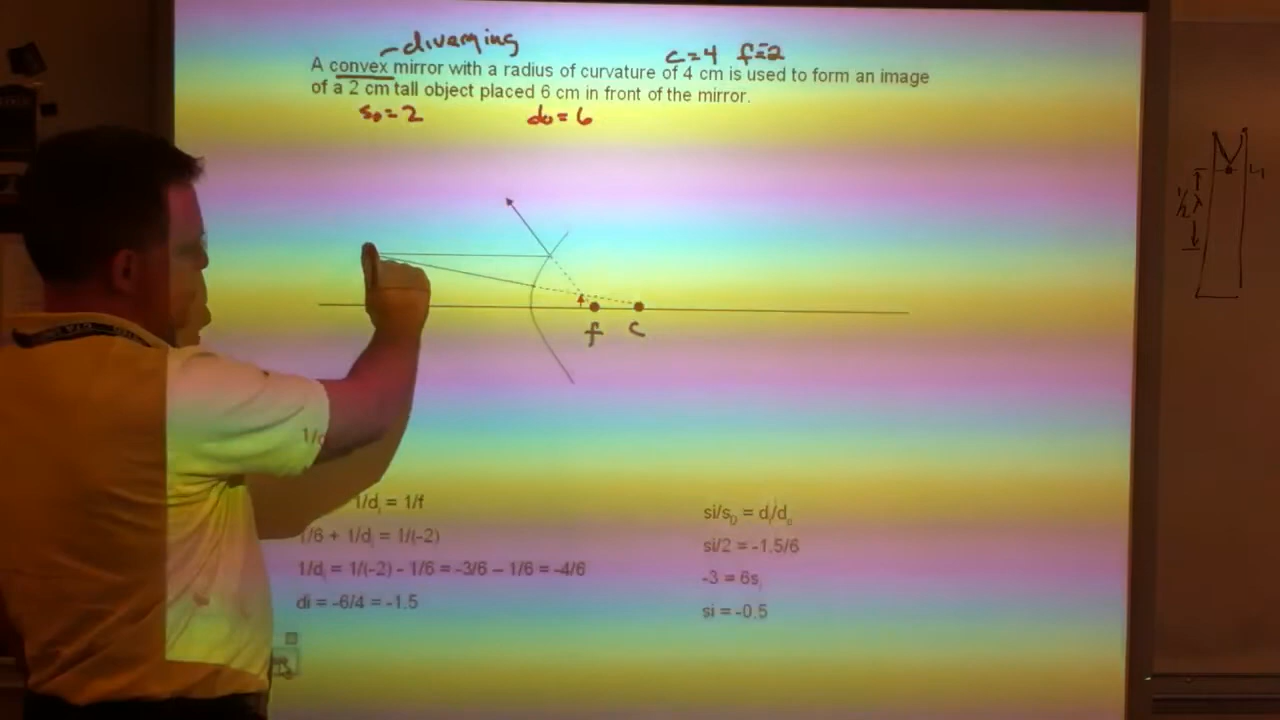 -diverging
c=4 f=2
A convex mirror with a radius of curvature of 4 cm is used to form an image
of a 2 cm tall object placed 6 cm in front of the mirror.
so=2 do=6
f c
1/d
1/di = 1/f
1/6 + 1/di = 1/(-2)
1/di = 1/(-2) - 1/6 = -3/6 – 1/6 = -4/6
di = -6/4 = -1.5
si/so = di/do
si/2 = -1.5/6
-3 = 6si
si = -0.5
1/2 λ